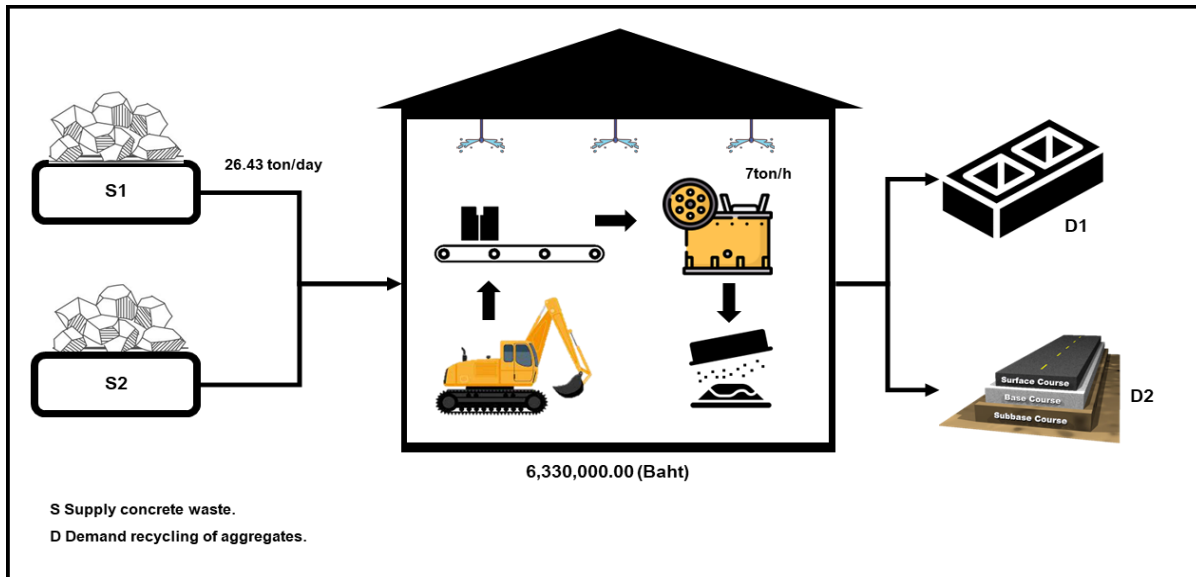 S1
26.43 ton/day
S2
7ton/h
6,330,000.00 (Baht)
D1
Surface Course
Base Course
Subbase Course
D2
S Supply concrete waste.
D Demand recycling of aggregates.